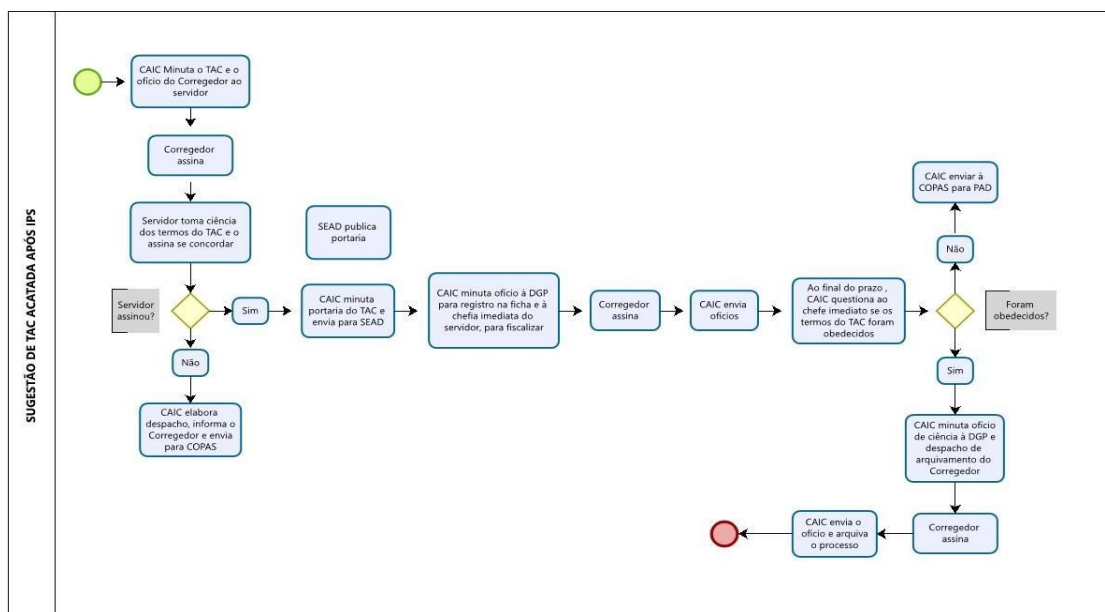 SUGESTÃO DE TAC ACATADA APÓS IPS
CAIC Minuta o TAC e o
ofício do Corregedor ao
servidor
Corregedor
assina
Servidor toma ciência
dos termos do TAC e o
assina se concordar
Servidor
assinou?
Sim
Não
CAIC elabora
despacho, informa o
Corregedor e envia
para COPAS
SEAD publica
portaria
CAIC minuta
portaria do TAC e
envia para SEAD
CAIC minuta ofício à DGP
para registro na ficha e à
chefia imediata do
servidor, para fiscalizar
Corregedor
assina
CAIC envia
ofícios
Ao final do prazo ,
CAIC questiona ao
chefe imediato se os
termos do TAC foram
obedecidos
Foram
obedecidos?
Não
CAIC enviar à
COPAS para PAD
Sim
CAIC minuta ofício
de ciência à DGP e
despacho de
arquivamento do
Corregedor
Corregedor
assina
CAIC envia o
ofício e arquiva
o processo